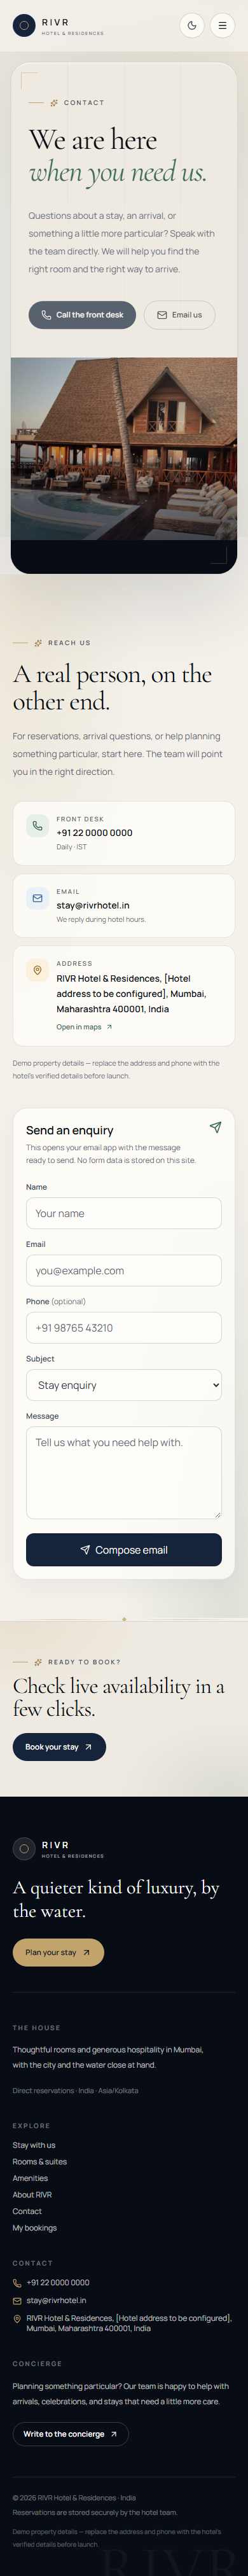 RIVR
HOTEL & RESIDENCES
CONTACT
We are here
when you need us.
Questions about a stay, an arrival, or
something a little more particular? Speak with
the team directly. We will help you find the
right room and the right way to arrive.
Call the front desk
Email us
REACH US
A real person, on the
other end.
For reservations, arrival questions, or help planning
something particular, start here. The team will point
you in the right direction.
FRONT DESK
+91 22 0000 0000
Daily · IST
EMAIL
stay@rivrhotel.in
We reply during hotel hours.
ADDRESS
RIVR Hotel & Residences, [Hotel
address to be configured], Mumbai,
Maharashtra 400001, India
Open in maps
Demo property details — replace the address and phone with the
hotel's verified details before launch.
Send an enquiry
This opens your email app with the message
ready to send. No form data is stored on this site.
Name
Your name
Email
you@example.com
Phone (optional)
+91 98765 43210
Subject
Stay enquiry
Message
Tell us what you need help with.
Compose email
READY TO BOOK?
Check live availability in a
few clicks.
Book your stay
RIVR
HOTEL & RESIDENCES
A quieter kind of luxury, by
the water.
Plan your stay
THE HOUSE
Thoughtful rooms and generous hospitality in Mumbai,
with the city and the water close at hand.
Direct reservations · India · Asia/Kolkata
EXPLORE
Stay with us
Rooms & suites
Amenities
About RIVR
Contact
My bookings
CONTACT
+91 22 0000 0000
stay@rivrhotel.in
RIVR Hotel & Residences, [Hotel address to be configured],
Mumbai, Maharashtra 400001, India
CONCIERGE
Planning something particular? Our team is happy to help with
arrivals, celebrations, and stays that need a little more care.
Write to the concierge
© 2026 RIVR Hotel & Residences · India
Reservations are stored securely by the hotel team.
Demo property details — replace the address and phone with the hotel's
verified details before launch.
RIVR